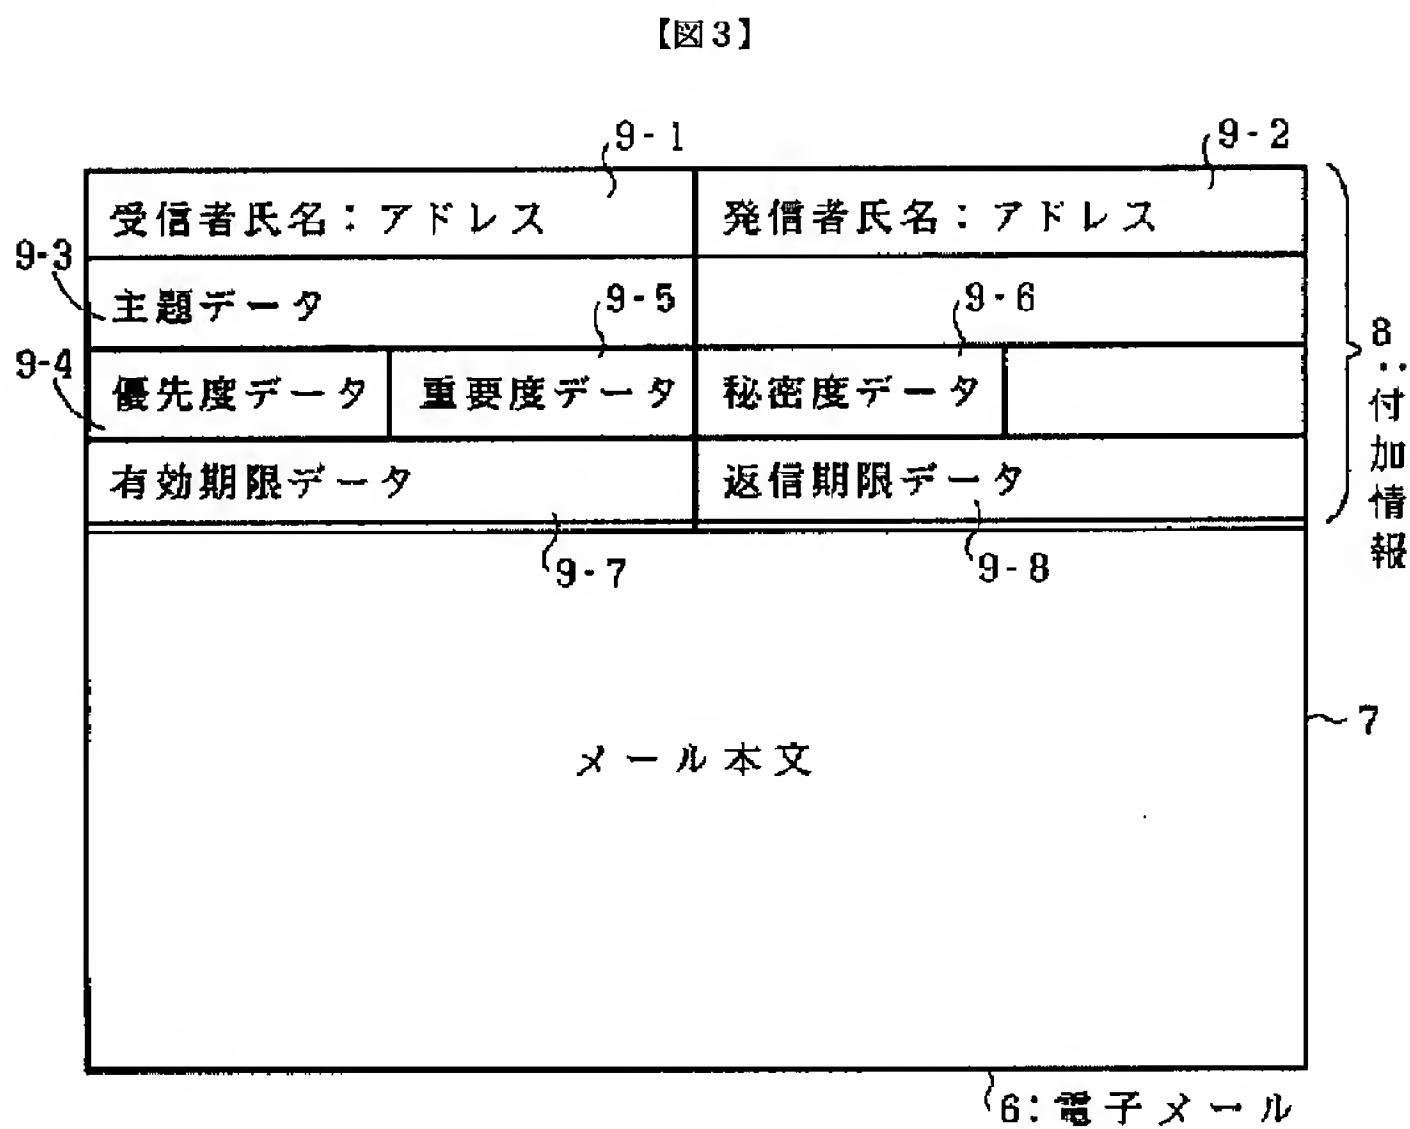 【図3】
9-1
9-2
受信者氏名：アドレス 発信者氏名：アドレス
9-3
主題データ
9-5
9-6
8：付加情報
9-4
優先度データ 重要度データ 秘密度データ
有効期限データ 返信期限データ
9-7
9-8
7
メール本文
6：電子メール